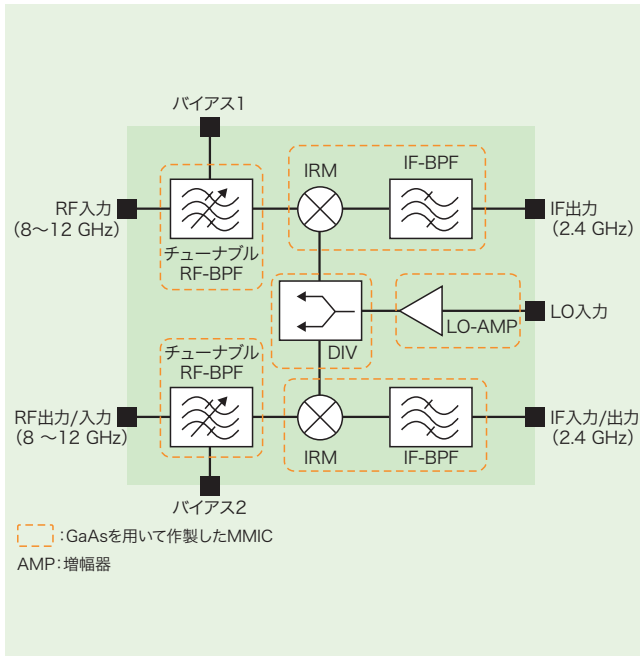 バイアス1
IRM
IF-BPF
RF入力
(8〜12 GHz)
IF出力
(2.4 GHz)
チューナブル
RF-BPF
LO入力
LO-AMP
DIV
チューナブル
RF-BPF
RF出力/入力
(8 〜12 GHz)
IF入力/出力
(2.4 GHz)
IRM
IF-BPF
バイアス2
:GaAsを用いて作製したMMIC
AMP:増幅器